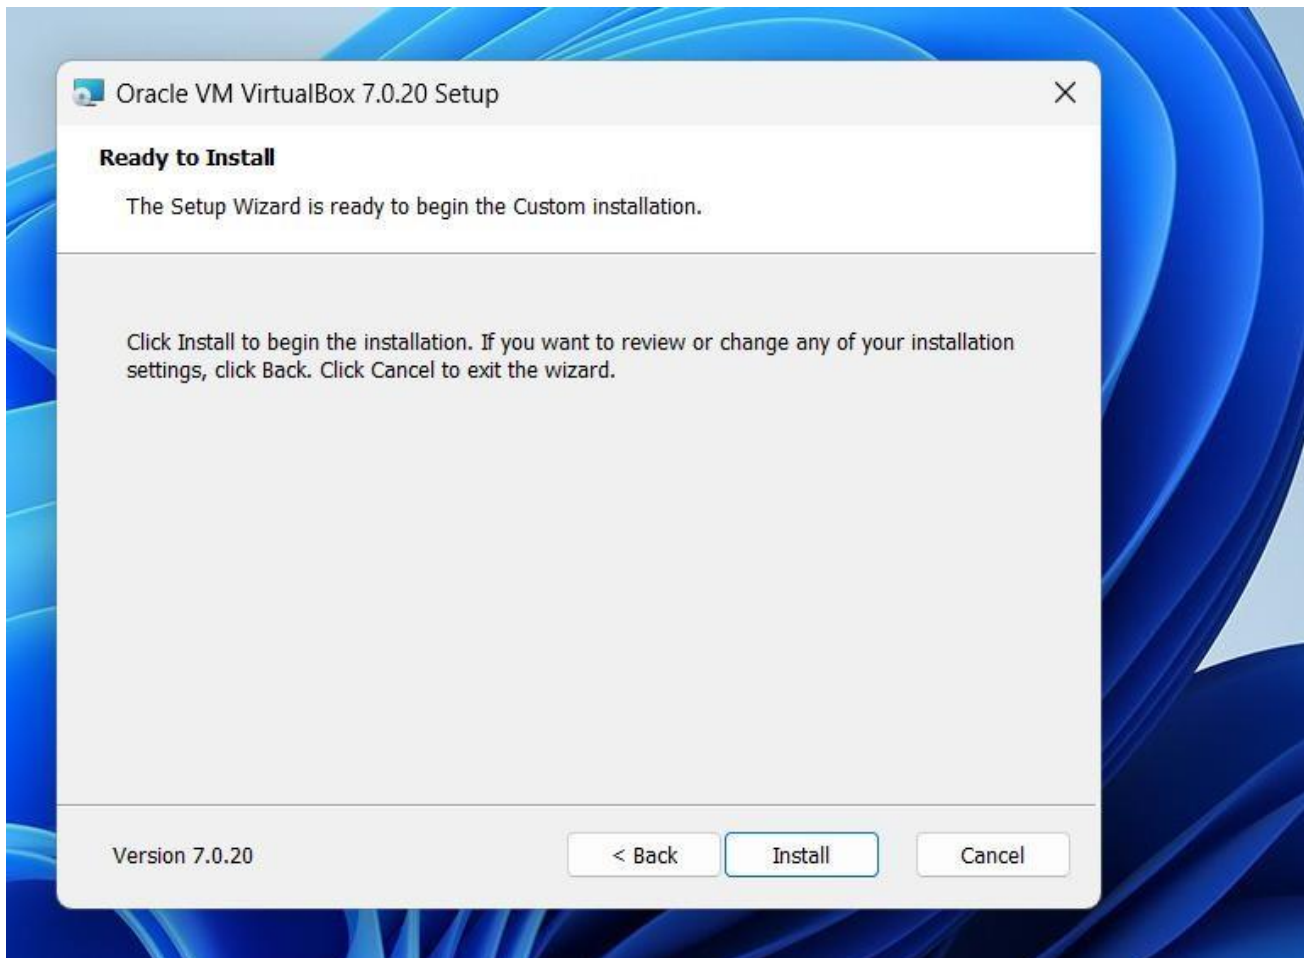 Oracle VM VirtualBox 7.0.20 Setup
Ready to Install
The Setup Wizard is ready to begin the Custom installation.
Click Install to begin the installation. If you want to review or change any of your installation
settings, click Back. Click Cancel to exit the wizard.
Version 7.0.20
< Back
Install
Cancel